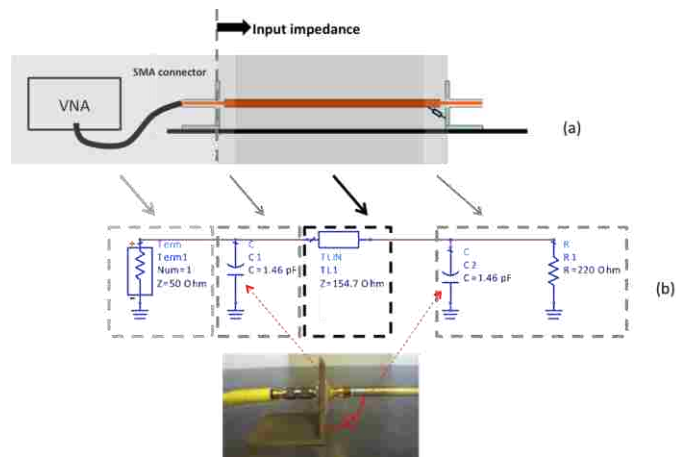 Input impedance
SMA connector
VNA
(a)
Term
Term1
Num=1
Z=50 Ohm
C
C1
C=1.46 pF
TLIN
TL1
Z=154.7 Ohm
C
C2
C=1.46 pF
R
R1
R=220 Ohm
(b)